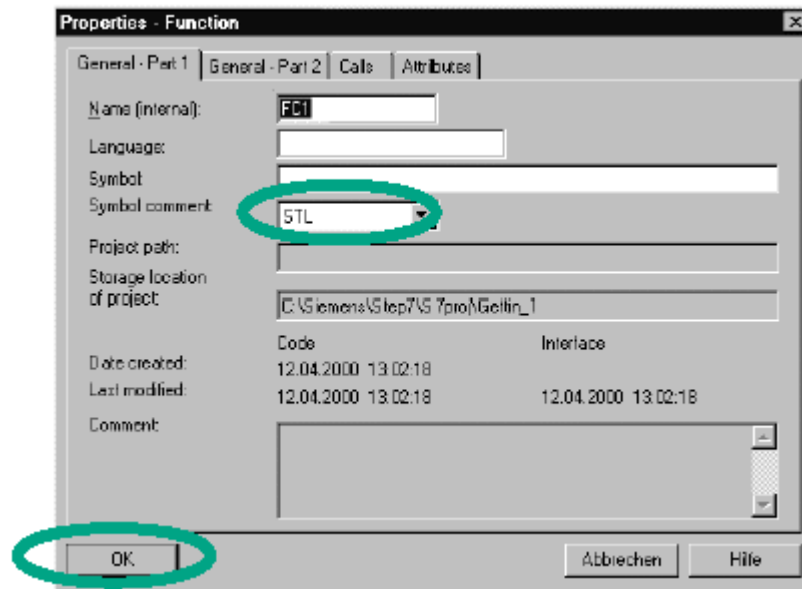 Properties - Function
General - Part 1 General - Part 2 Calls Attributes
Name (internal): FC1
Language:
Symbol:
Symbol comment: STL
Project path:
Storage location
of project: C:\Siemens\Step7\S7proj\Gettin_1
Code Interface
Date created: 12.04.2000 13:02:18
Last modified: 12.04.2000 13:02:18 12.04.2000 13:02:18
Comment:
OK Abbrechen Hilfe